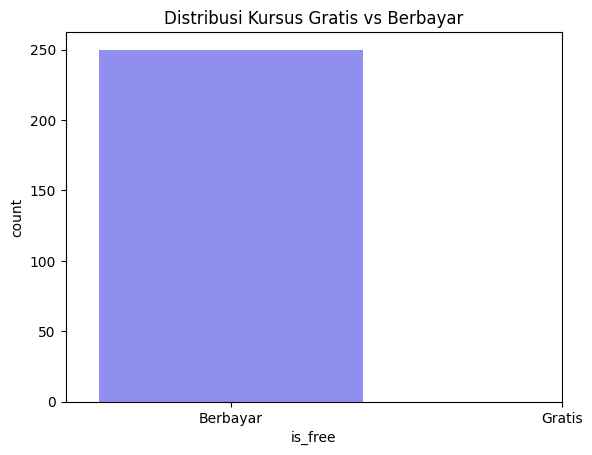 Distribusi Kursus Gratis vs Berbayar
250
200
150
100
50
0
count
Berbayar
Gratis
is_free